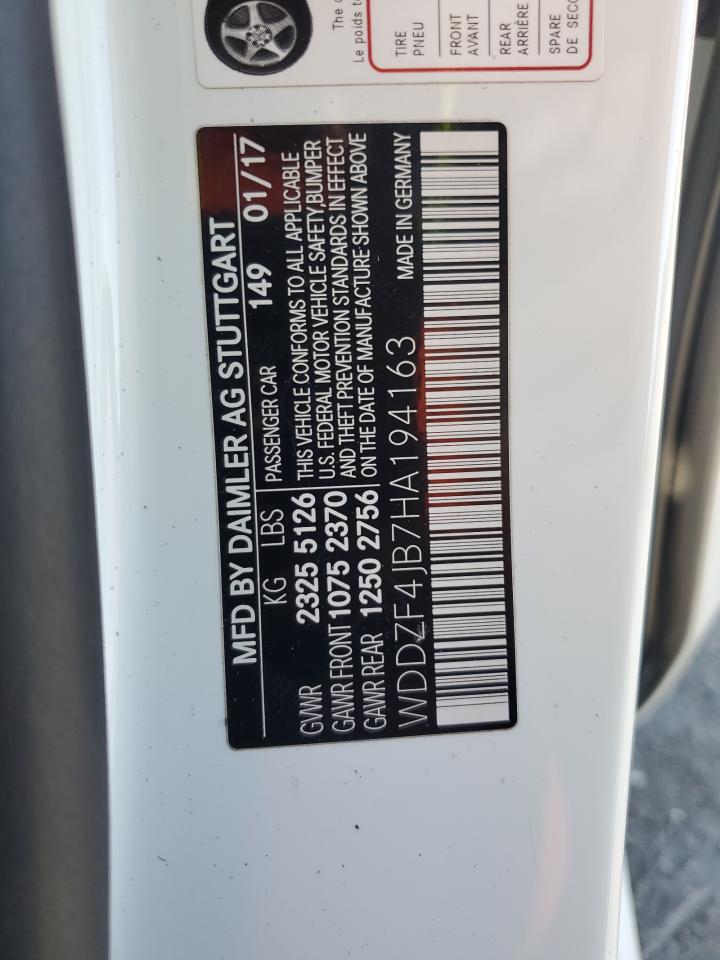 The
Le poids t
TIRE
PNEU
FRONT
AVANT
REAR
ARRIÈRE
SPARE
DE SECO
MFD BY DAIMLER AG STUTTGART
KG LBS PASSENGER CAR 149 01/17
GVWR 2325 5126 THIS VEHICLE CONFORMS TO ALL APPLICABLE
U.S. FEDERAL MOTOR VEHICLE SAFETY,BUMPER
GAWR FRONT 1075 2370 AND THEFT PREVENTION STANDARDS IN EFFECT
GAWR REAR 1250 2756 ON THE DATE OF MANUFACTURE SHOWN ABOVE
WDDZF4JB7HA194163 MADE IN GERMANY